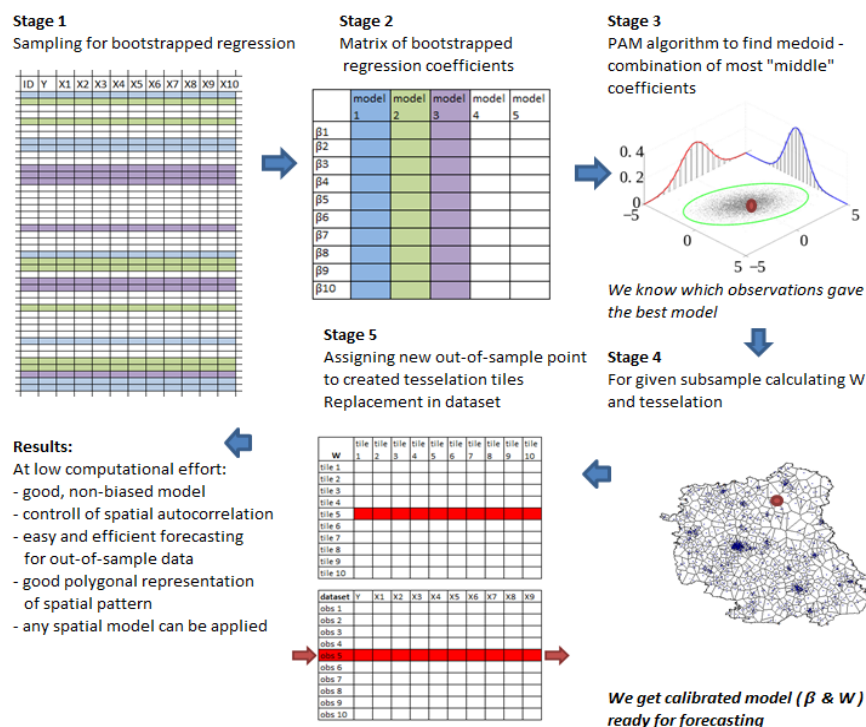 Stage 1
Sampling for bootstrapped regression
ID Y X1 X2 X3 X4 X5 X6 X7 X8 X9 X10
Stage 2
Matrix of bootstrapped
regression coefficients
model 1 model 2 model 3 model 4 model 5
β1
β2
β3
β4
β5
β6
β7
β8
β9
β10
Stage 3
PAM algorithm to find medoid -
combination of most "middle"
coefficients
0.4
0.2
0
-5
0
5
-5
0
5
We know which observations gave
the best model
Stage 4
For given subsample calculating W
and tesselation
We get calibrated model ( β & W )
ready for forecasting
Stage 5
Assigning new out-of-sample point
to created tesselation tiles
Replacement in dataset
W tile 1 tile 2 tile 3 tile 4 tile 5 tile 6 tile 7 tile 8 tile 9 tile 10
tile 1
tile 2
tile 3
tile 4
tile 5
tile 6
tile 7
tile 8
tile 9
tile 10
dataset Y X1 X2 X3 X4 X5 X6 X7 X8 X9
obs 1
obs 2
obs 3
obs 4
obs 5
obs 6
obs 7
obs 8
obs 9
obs 10
Results:
At low computational effort:
- good, non-biased model
- controll of spatial autocorrelation
- easy and efficient forecasting
for out-of-sample data
- good polygonal representation
of spatial pattern
- any spatial model can be applied